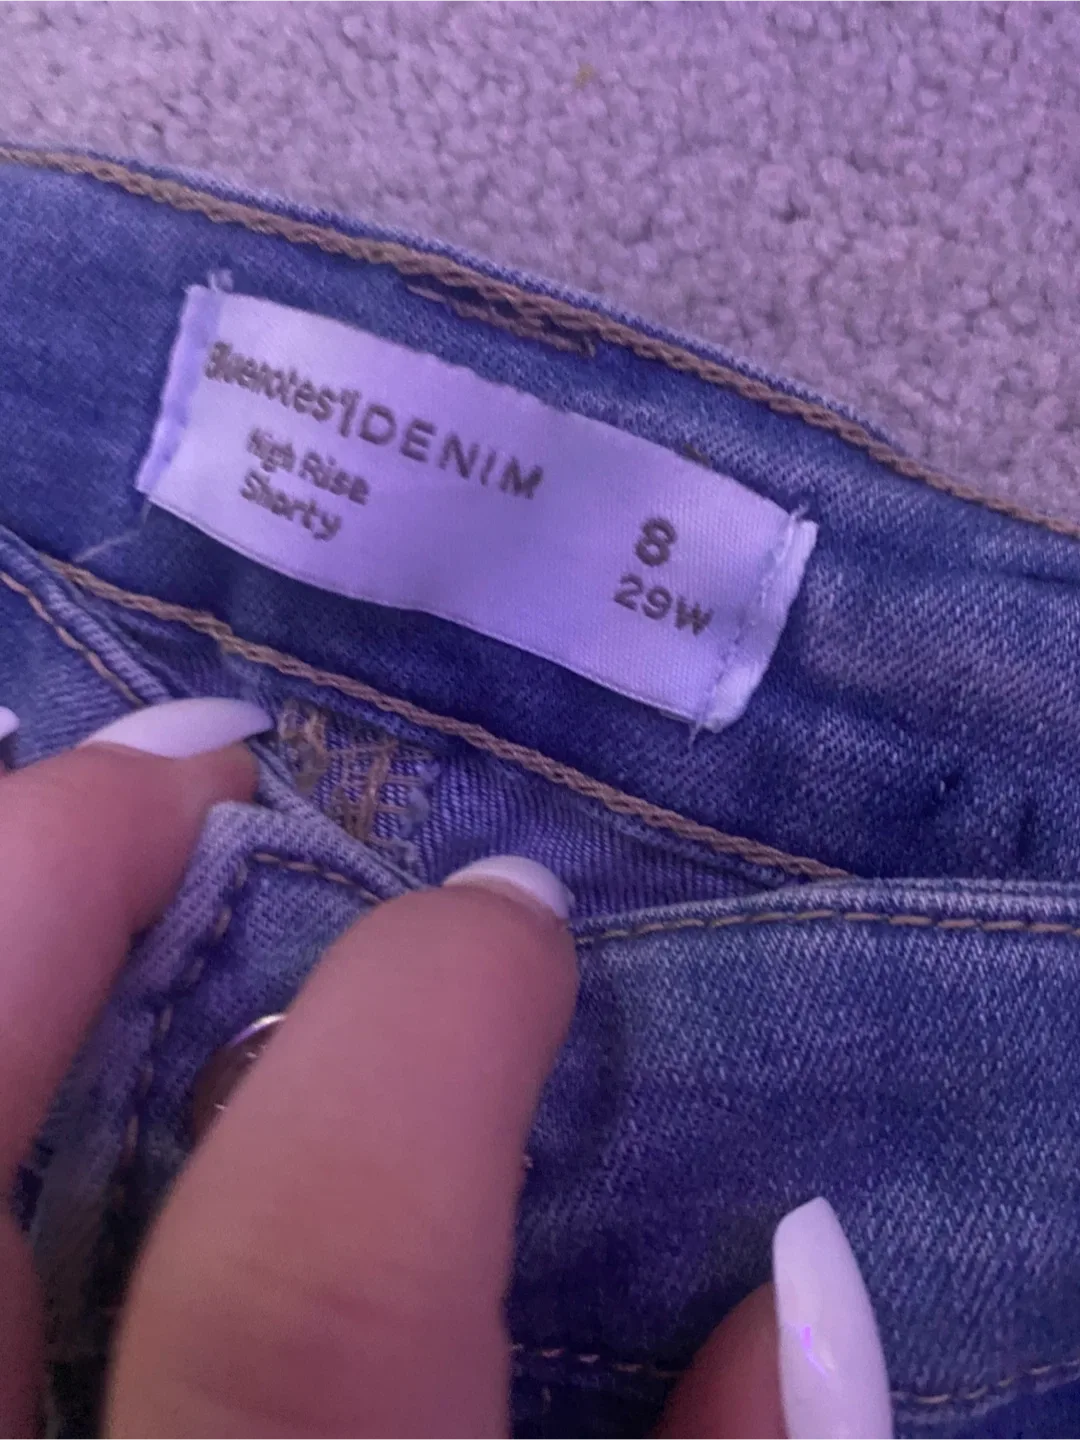 Bluenotes DENIM
High Rise
Shorty
8
29W